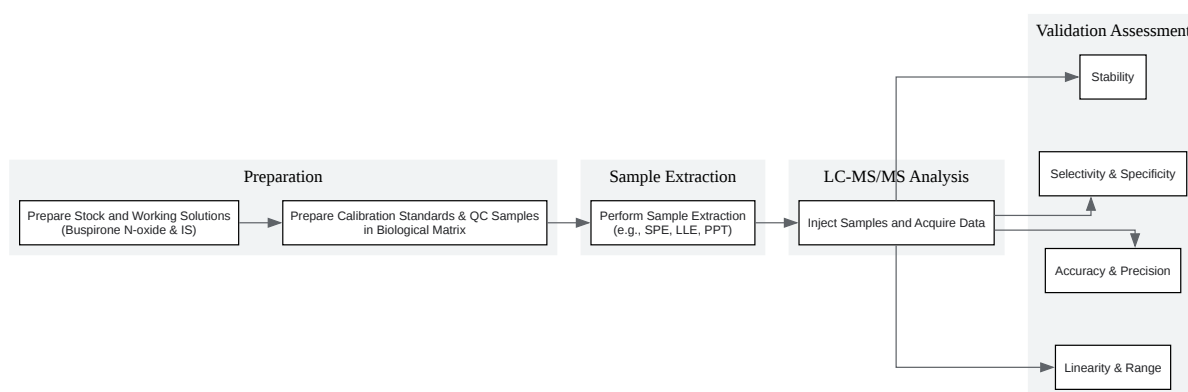 Validation Assessment
Stability
Preparation
Sample Extraction
LC-MS/MS Analysis
Selectivity & Specificity
Prepare Stock and Working Solutions
(Buspirone N-oxide & IS)
Prepare Calibration Standards & QC Samples
in Biological Matrix
Perform Sample Extraction
(e.g., SPE, LLE, PPT)
Inject Samples and Acquire Data
Accuracy & Precision
Linearity & Range